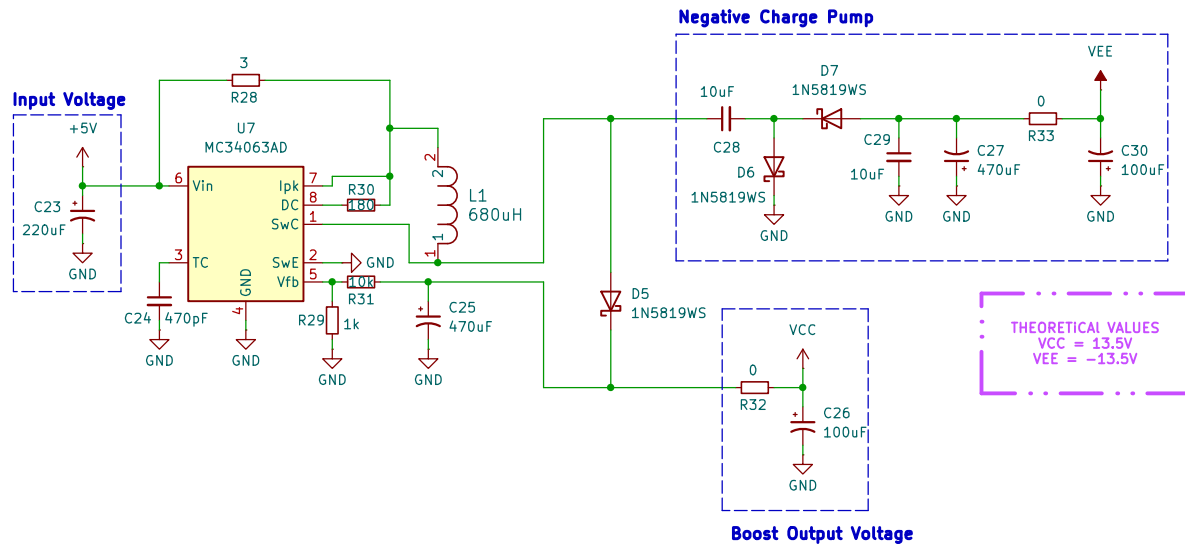 Negative Charge Pump
VEE
3
R28
D7
1N5819WS
Input Voltage
10uF
C28
0
R33
+5V
U7
MC34063AD
C29
10uF
C27
470uF
C30
100uF
D6
1N5819WS
6 Vin
Ipk 7
DC 8
SwC 1
R30
180
2
2
L1
680uH
1
1
C23
220uF
GND
GND
GND
GND
GND
3 TC
SwE 2
GND
Vfb 5
10k
R31
GND
4
C24
470pF
R29
1k
C25
470uF
D5
1N5819WS
GND
GND
GND
GND
THEORETiCAl VALUES
VCC = 13.5V
VEE = -13.5V
VCC
0
R32
C26
100uF
GND
Boost Output Voltage